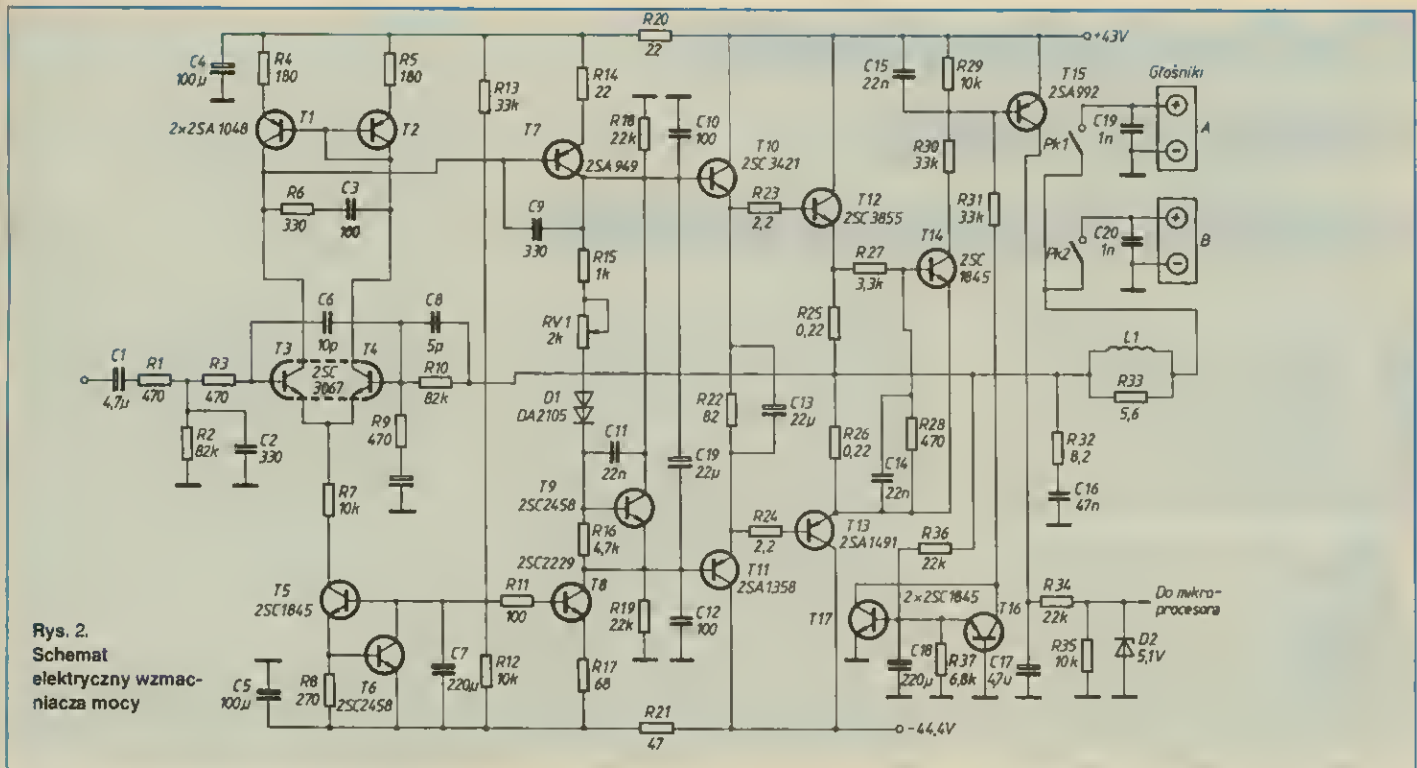 R20
22
+43V
C4
100µ
R4
180
R5
180
R13
33k
R14
22
C15
22n
R29
10k
T15
2SA992
Głośniki
2×2SA1048
T1
T2
T7
2SA949
R18
22k
C10
100
T10
2SC3421
R30
33k
Pk1
C19
1n
A
R6
330
C3
100
C9
330
R23
2,2
T12
2SC3855
R31
33k
R15
1k
T14
2SC
1845
R27
3,3k
Pk2
C20
1n
B
C6
10p
C8
5p
RV1
2k
R25
0,22
C1
4,7µ
R1
470
R3
470
T3
T4
2SC
3067
R10
82k
L1
R33
5,6
D1
DA2105
R22
82
C13
22µ
R2
82k
C2
330
R9
470
C11
22n
C19
22µ
R26
0,22
C14
22n
R28
470
R32
8,2
C16
47n
R7
10k
T9
2SC2458
R16
4,7k
R24
2,2
T13
2SA1491
R36
22k
T5
2SC1845
R11
100
2SC2229
T8
T11
2SA1358
R19
22k
C12
100
T17
2×2SC1845
T16
R34
22k
Do mikro-
procesora
Rys. 2.
Schemat
elektryczny wzmac-
niacza mocy
C5
100µ
R8
270
T6
2SC2458
C7
220µ
R12
10k
R17
68
C18
220µ
R37
6,8k
C17
47µ
R35
10k
D2
5,1V
R21
47
-44,4V